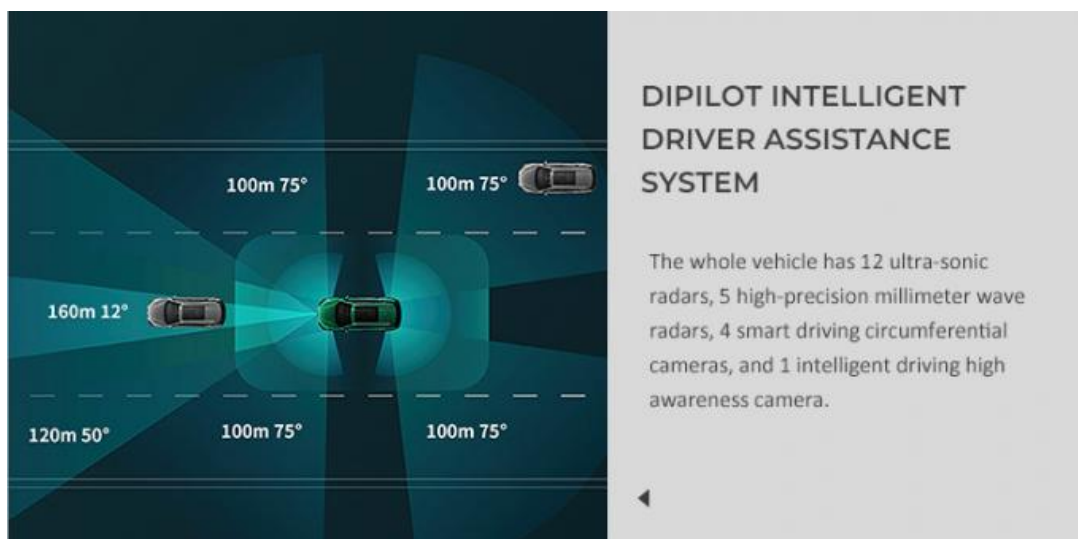 100m 75°
100m 75°
160m 12°
120m 50°
100m 75°
100m 75°
DIPILOT INTELLIGENT
DRIVER ASSISTANCE
SYSTEM
The whole vehicle has 12 ultra-sonic
radars, 5 high-precision millimeter wave
radars, 4 smart driving circumferential
cameras, and 1 intelligent driving high
awareness camera.